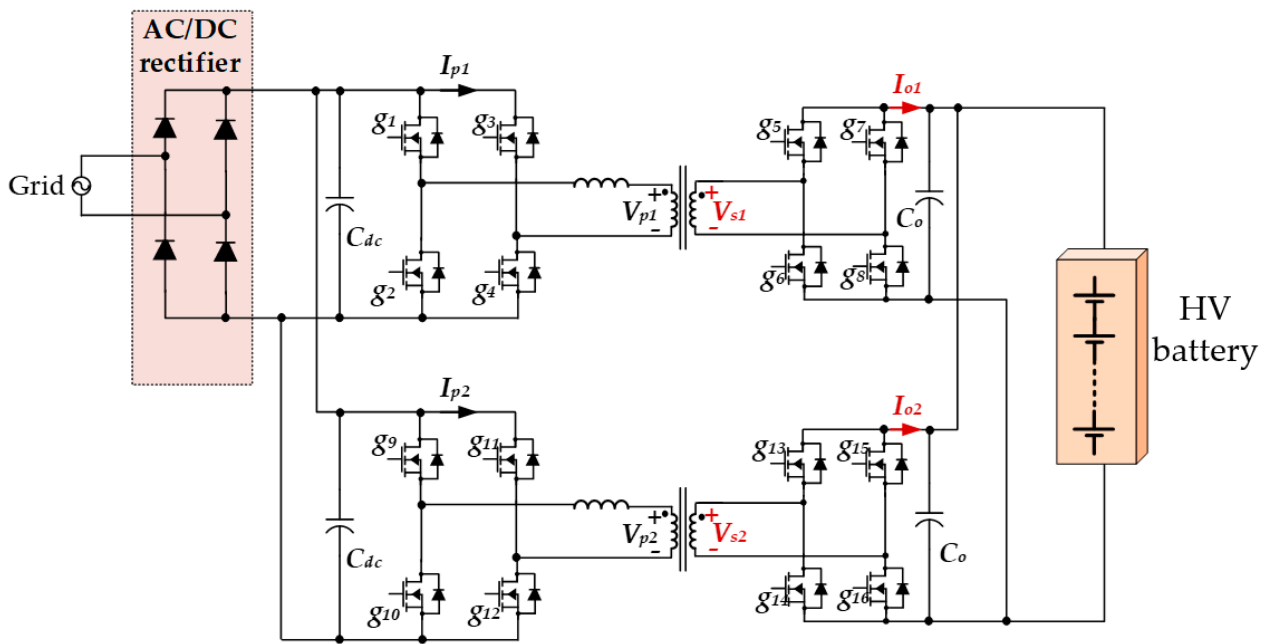 AC/DC
rectifier
Grid
Cdc
Ip1
g1
g3
g2
g4
+
Vp1
-
+
Vs1
-
g5
g7
g6
g8
Io1
Co
HV
battery
Cdc
Ip2
g9
g11
g10
g12
+
Vp2
-
+
Vs2
-
g13
g15
g14
g16
Io2
Co